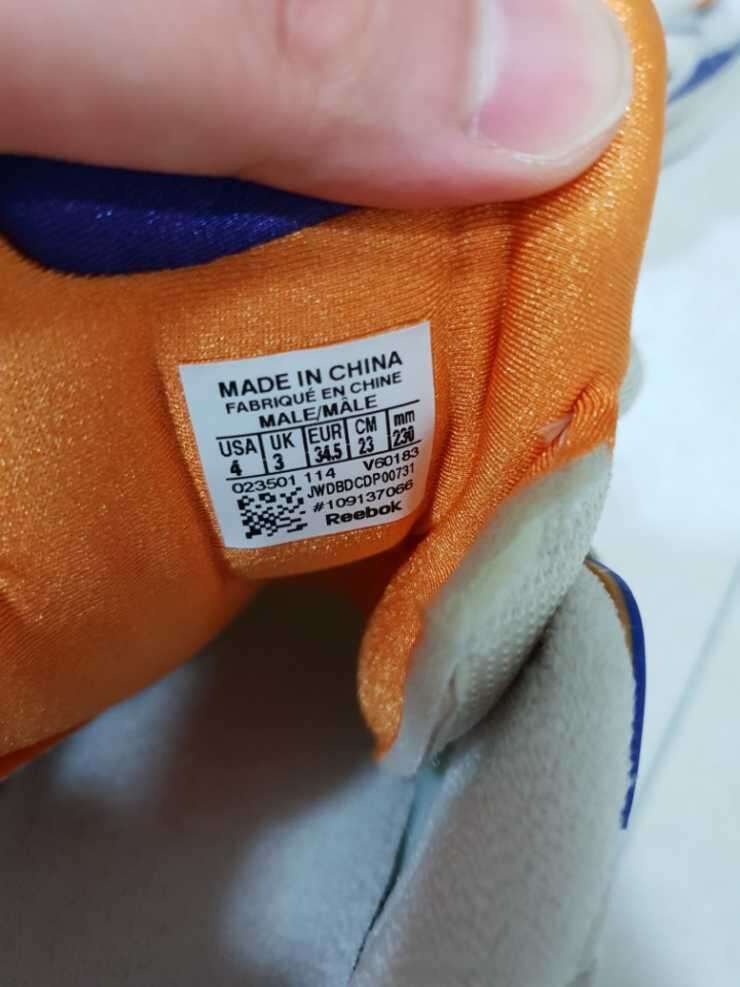 MADE IN CHINA
FABRIQUÉ EN CHINE
MALE/MÂLE
USA UK EUR CM mm
4 3 34.5 23 230
023501 114 V60183
JWDBDCDP00731
#109137066
Reebok